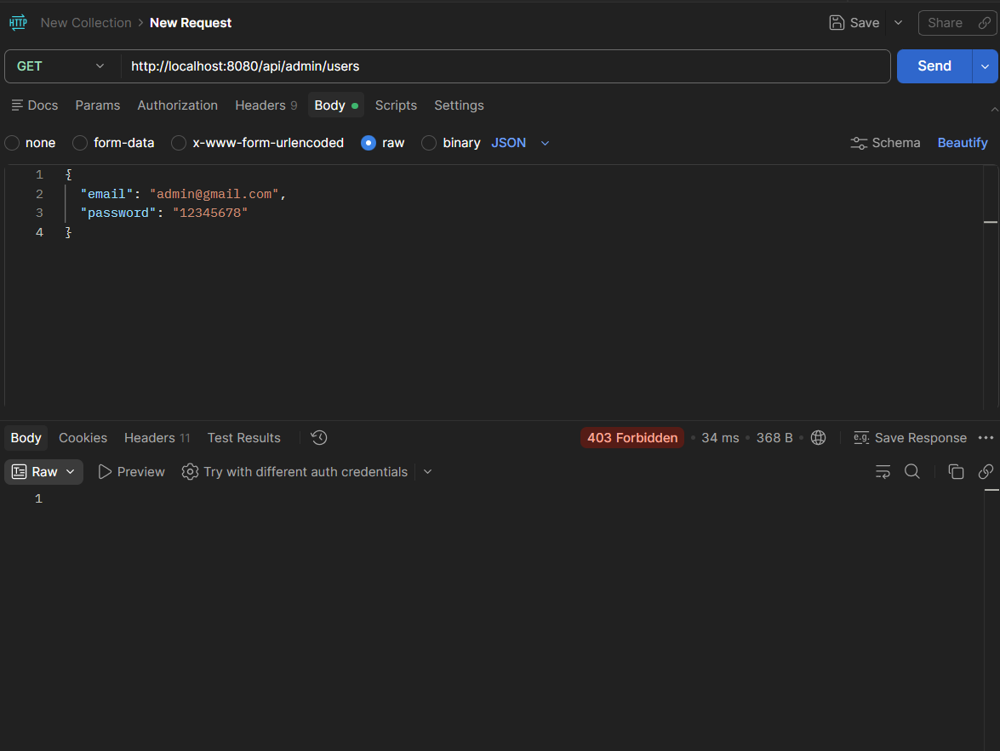 HTTP New Collection > New Request Save Share
GET http://localhost:8080/api/admin/users Send
Docs Params Authorization Headers 9 Body Scripts Settings
none form-data x-www-form-urlencoded raw binary JSON Schema Beautify
1 {
2 "email": "admin@gmail.com",
3 "password": "12345678"
4 }
Body Cookies Headers 11 Test Results 403 Forbidden • 34 ms • 368 B • e.g. Save Response •••
Raw Preview Try with different auth credentials
1